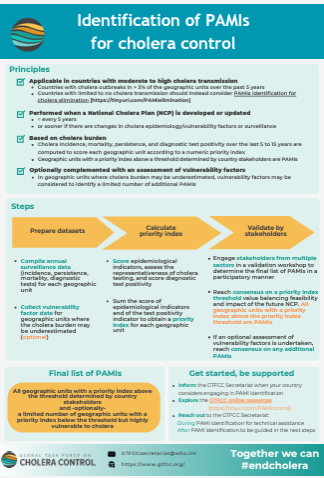 Identification of PAMIs
for cholera control
Principles
Applicable in countries with moderate to high cholera transmission
• Countries with cholera outbreaks in > 5% of the geographic units over the past 5 years
• Countries with limited to no cholera transmission should instead consider PAMIs identification for
cholera elimination [https://tinyurl.com/PAMIselimination]
Performed when a National Cholera Plan (NCP) is developed or updated
• ≈ every 5 years
• or sooner if there are changes in cholera epidemiology/vulnerability factors or surveillance
Based on cholera burden
• Cholera incidence, mortality, persistence, and diagnostic test positivity over the last 5 to 15 years are
computed to score each geographic unit according to a numeric priority index
• Geographic units with a priority index above a threshold determined by country stakeholders are PAMIs
Optionally complemented with an assessment of vulnerability factors
• In geographic units where cholera burden may be underestimated, vulnerability factors may be
considered to identify a limited number of additional PAMIs
Steps
Prepare datasets
• Compile annual
surveillance data
(incidence, persistence,
mortality, diagnostic
tests) for each geographic
unit
• Collect vulnerability
factor data for
geographic units where
the cholera burden may
be underestimated
(optional)
Calculate
priority index
• Score epidemiological
indicators, assess the
representativeness of cholera
testing, and score diagnostic
test positivity
• Sum the score of
epidemiological indicators
and of the test positivity
indicator to obtain a priority
index for each geographic
unit
Validate by
stakeholders
• Engage stakeholders from multiple
sectors in a validation workshop to
determine the final list of PAMIs in a
participatory manner
• Reach consensus on a priority index
threshold value balancing feasibility
and impact of the future NCP. All
geographic units with a priority
index above the priority index
threshold are PAMIs
• If an optional assessment of
vulnerability factors is undertaken,
reach consensus on any additional
PAMIs
Final list of PAMIs
All geographic units with a priority index above
the threshold determined by country
stakeholders
and -optionally-
a limited number of geographic units with a
priority index below the threshold but highly
vulnerable to cholera
Get started, be supported
• Inform the GTFCC Secretariat when your country
considers engaging in PAMI identification
• Explore the GTFCC online resources
[https://tinyurl.com/PAMIcontrol]
• Reach out to the GTFCC Secretariat:
During PAMI identification for technical assistance
After PAMI identification to be guided in the next steps
GLOBAL TASK FORCE ON
CHOLERA CONTROL
GTFCCsecretariat@who.int
https://www.gtfcc.org/
Together we can
#endcholera